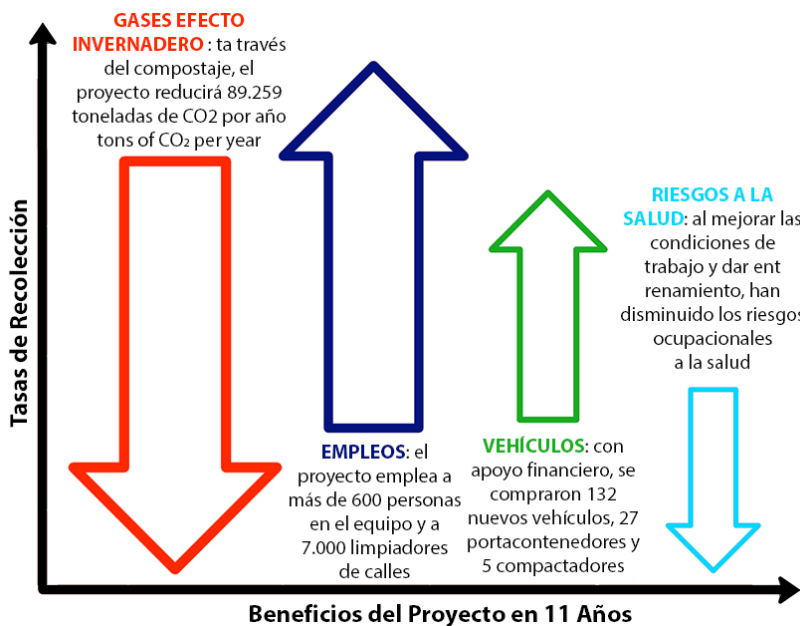 GASES EFECTO
INVERNADERO : ta través
del compostaje, el
proyecto reducirá 89.259
toneladas de CO2 por año
tons of CO₂ per year
RIESGOS A LA
SALUD: al mejorar las
condiciones de
trabajo y dar ent
renamiento, han
disminuido los riesgos
ocupacionales
a la salud
Tasas de Recolección
EMPLEOS: el
proyecto emplea a
más de 600 personas
en el equipo y a
7.000 limpiadores
de calles
VEHÍCULOS: con
apoyo financiero, se
compraron 132
nuevos vehículos, 27
portacontenedores y
5 compactadores
Beneficios del Proyecto en 11 Años